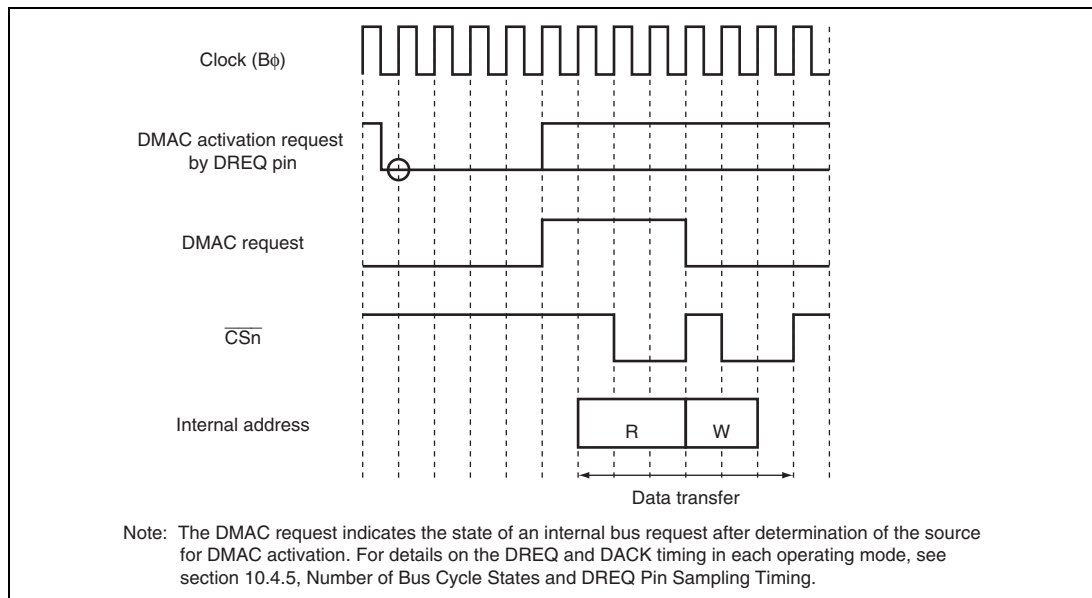 Clock (Bϕ)
DMAC activation request
by DREQ pin
DMAC request
CSn
Internal address
R
W
Data transfer
Note: The DMAC request indicates the state of an internal bus request after determination of the source
for DMAC activation. For details on the DREQ and DACK timing in each operating mode, see
section 10.4.5, Number of Bus Cycle States and DREQ Pin Sampling Timing.